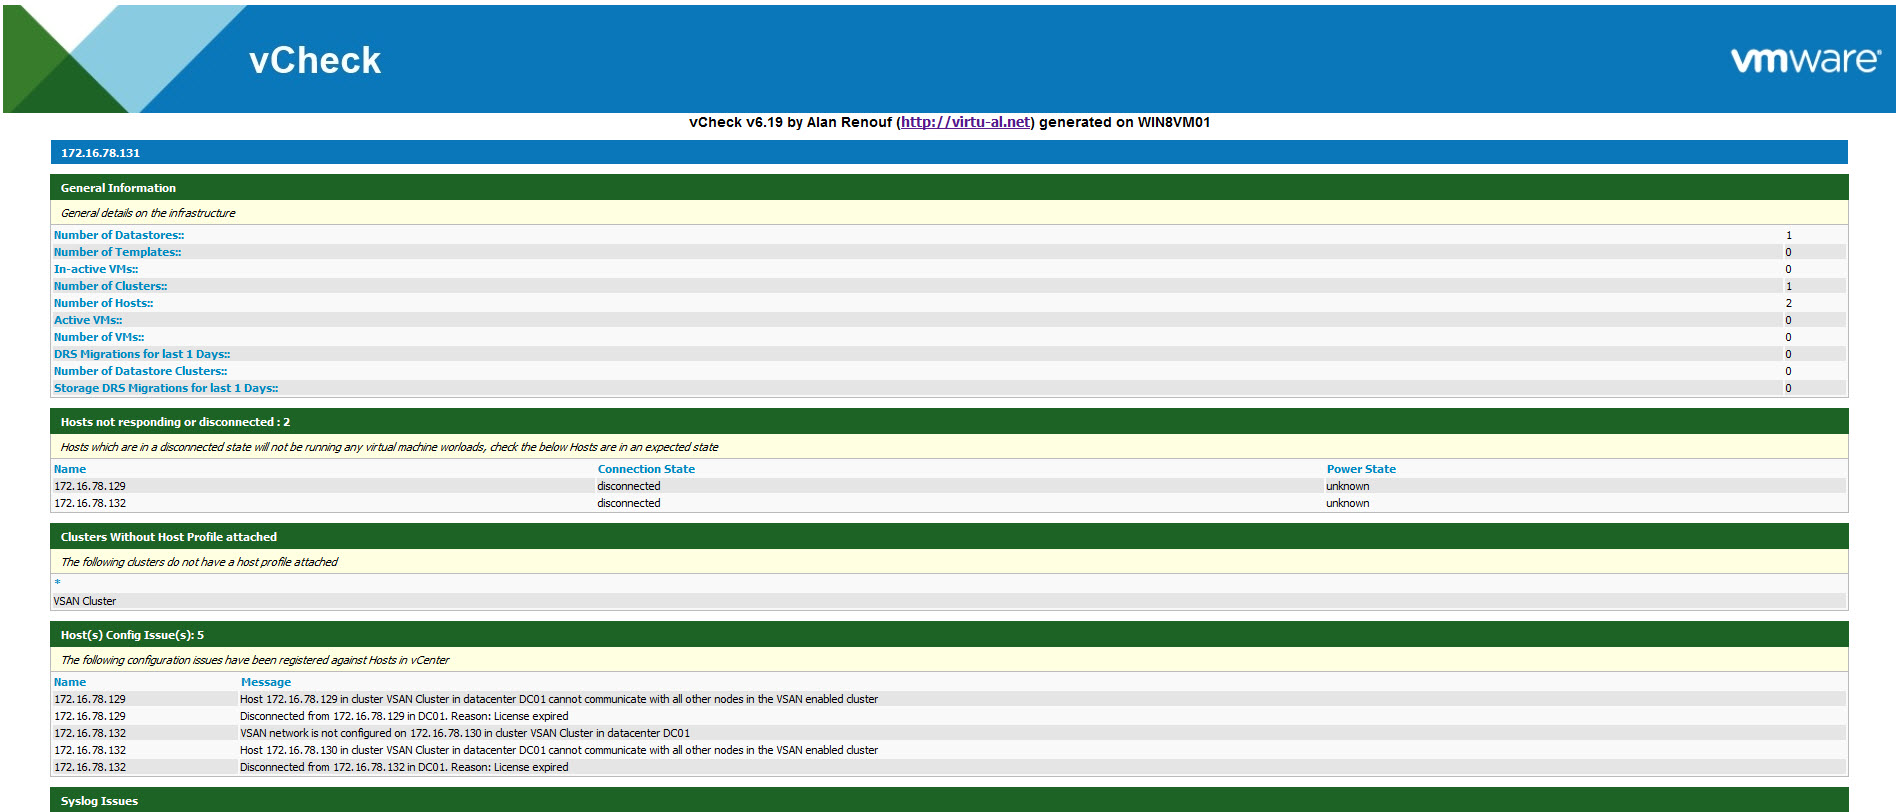 vCheck
vmware
vCheck v6.19 by Alan Renouf (http://virtu-al.net) generated on WIN8VM01
172.16.78.131
General Information
General details on the infrastructure
Number of Datastores:: 1
Number of Templates:: 0
In-active VMs:: 0
Number of Clusters:: 1
Number of Hosts:: 2
Active VMs:: 0
Number of VMs:: 0
DRS Migrations for last 1 Days:: 0
Number of Datastore Clusters:: 0
Storage DRS Migrations for last 1 Days:: 0
Hosts not responding or disconnected : 2
Hosts which are in a disconnected state will not be running any virtual machine worloads, check the below Hosts are in an expected state
Name Connection State Power State
172.16.78.129 disconnected unknown
172.16.78.132 disconnected unknown
Clusters Without Host Profile attached
The following clusters do not have a host profile attached
*
VSAN Cluster
Host(s) Config Issue(s): 5
The following configuration issues have been registered against Hosts in vCenter
Name Message
172.16.78.129 Host 172.16.78.129 in cluster VSAN Cluster in datacenter DC01 cannot communicate with all other nodes in the VSAN enabled cluster
172.16.78.129 Disconnected from 172.16.78.129 in DC01. Reason: License expired
172.16.78.132 VSAN network is not configured on 172.16.78.130 in cluster VSAN Cluster in datacenter DC01
172.16.78.132 Host 172.16.78.130 in cluster VSAN Cluster in datacenter DC01 cannot communicate with all other nodes in the VSAN enabled cluster
172.16.78.132 Disconnected from 172.16.78.132 in DC01. Reason: License expired
Syslog Issues